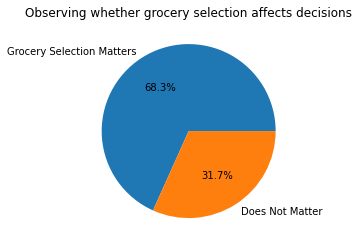 Observing whether grocery selection affects decisions
Grocery Selection Matters
68.3%
31.7%
Does Not Matter